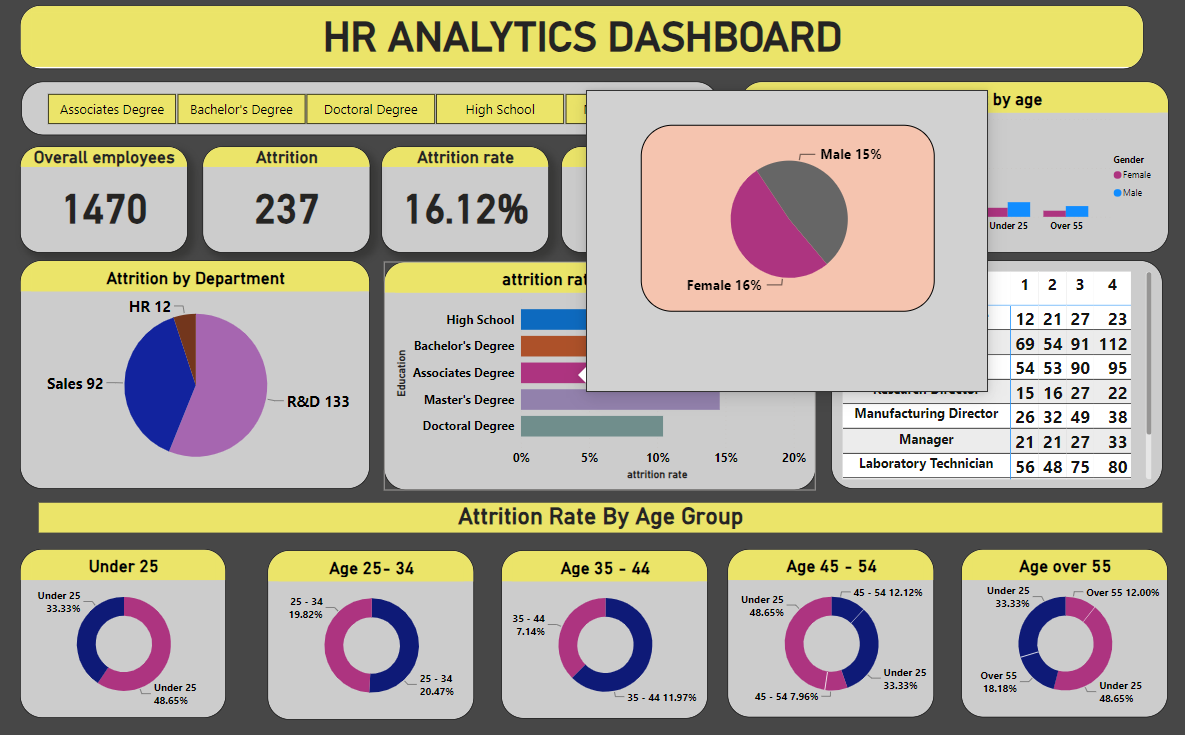 HR ANALYTICS DASHBOARD
Associates Degree
Bachelor's Degree
Doctoral Degree
High School
by age
Gender
Female
Male
Under 25
Over 55
Overall employees
1470
Attrition
237
Attrition rate
16.12%
Male 15%
Female 16%
Attrition by Department
HR 12
Sales 92
R&D 133
attrition rat
Education
High School
Bachelor's Degree
Associates Degree
Master's Degree
Doctoral Degree
0% 5% 10% 15% 20%
attrition rate
1 2 3 4
12 21 27 23
69 54 91 112
54 53 90 95
Research Director 15 16 27 22
Manufacturing Director 26 32 49 38
Manager 21 21 27 33
Laboratory Technician 56 48 75 80
Attrition Rate By Age Group
Under 25
Under 25
33.33%
Under 25
48.65%
Age 25- 34
25 - 34
19.82%
25 - 34
20.47%
Age 35 - 44
35 - 44
7.14%
35 - 44 11.97%
Age 45 - 54
Under 25
48.65%
45 - 54 12.12%
Under 25
33.33%
45 - 54 7.96%
Age over 55
Under 25
33.33%
Over 55 12.00%
Over 55
18.18%
Under 25
48.65%